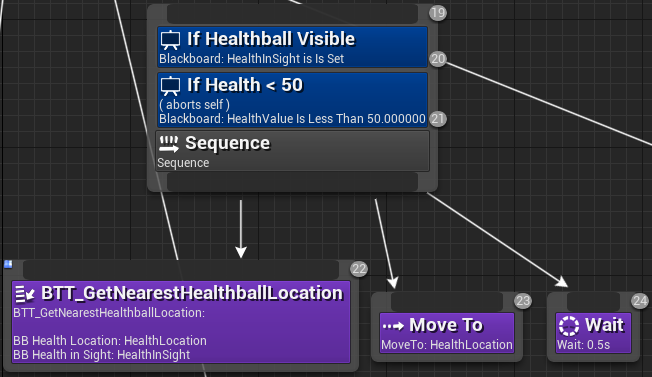 19
If Healthball Visible
Blackboard: HealthInSight is Is Set
20
If Health < 50
( aborts self )
Blackboard: HealthValue Is Less Than 50.000000
21
Sequence
Sequence
22
BTT_GetNearestHealthballLocation
BTT_GetNearestHealthballLocation:
BB Health Location: HealthLocation
BB Health in Sight: HealthInSight
23
Move To
MoveTo: HealthLocation
24
Wait
Wait: 0.5s